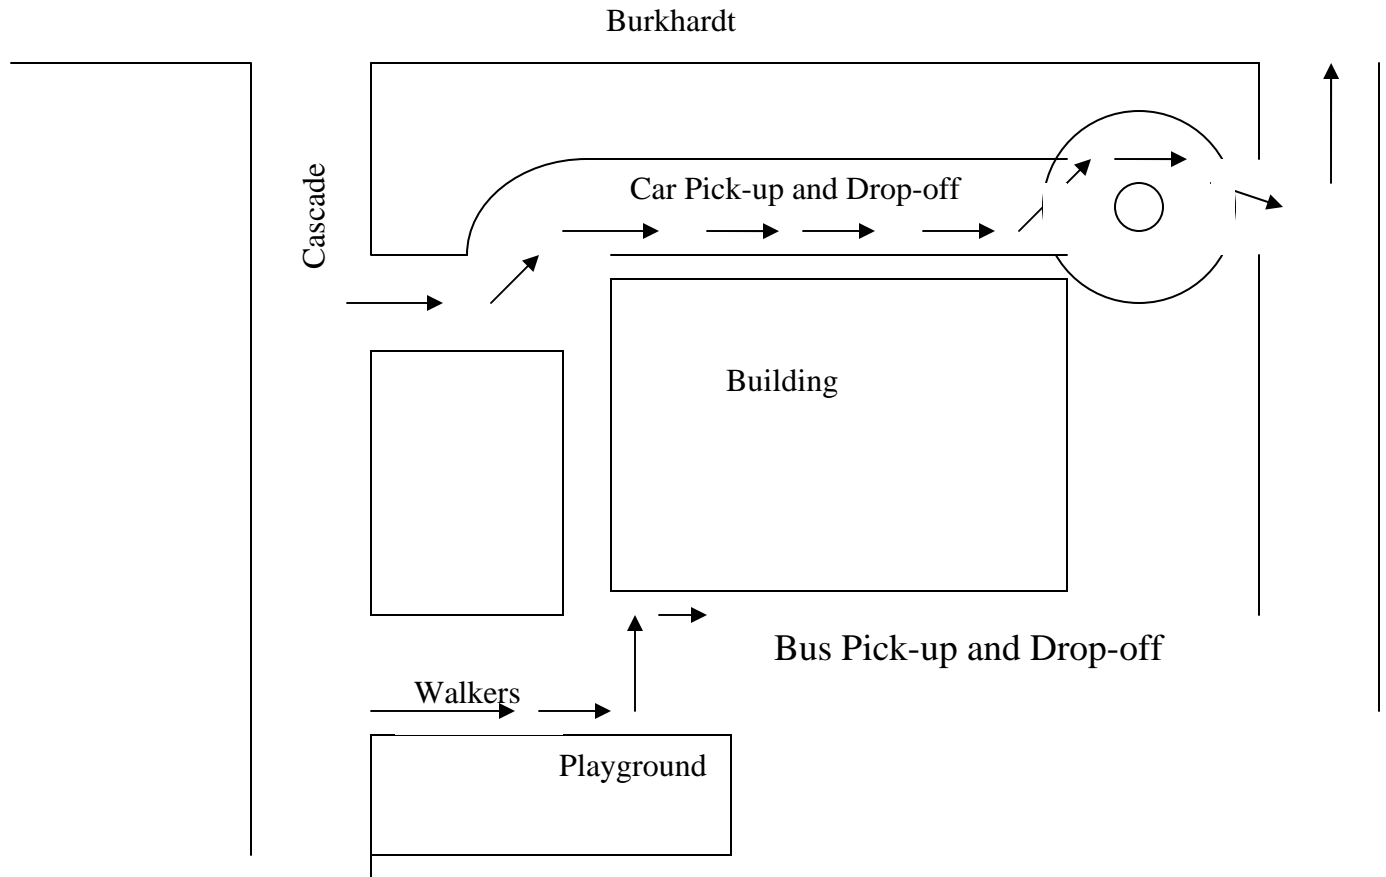 Burkhardt
Cascade
Car Pick-up and Drop-off
Building
Bus Pick-up and Drop-off
Walkers
Playground